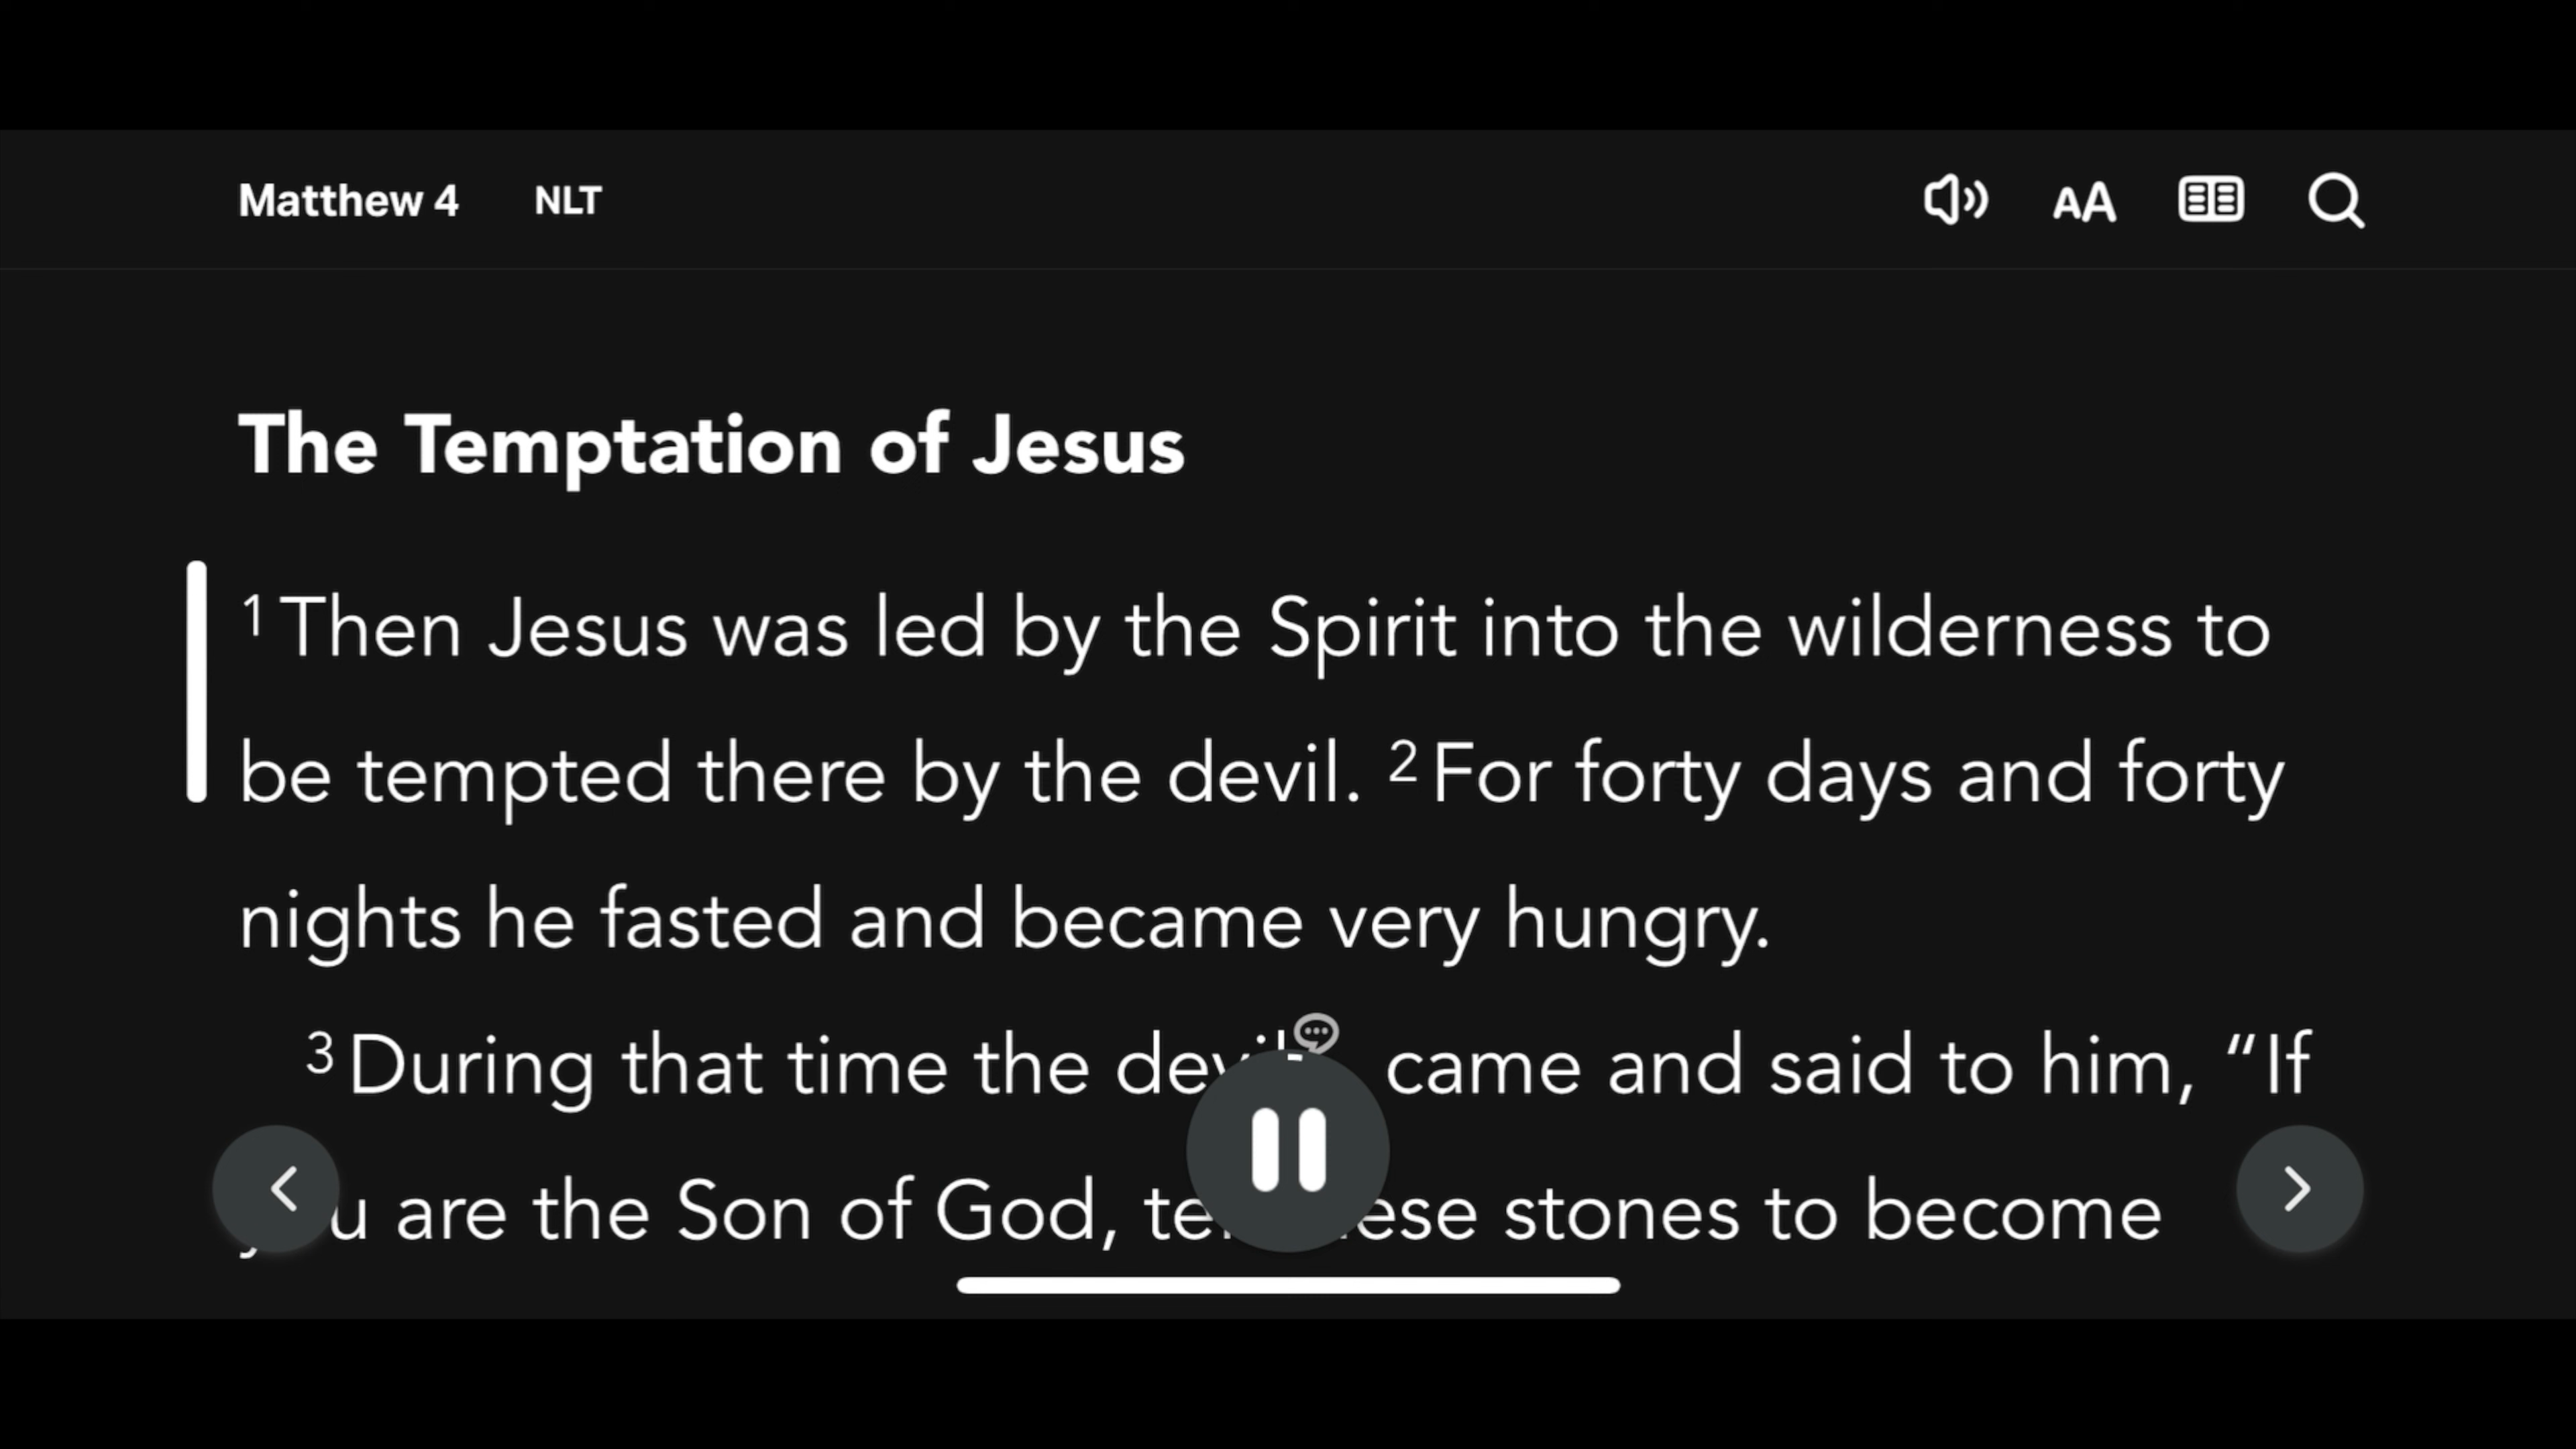 Matthew 4 NLT AA
The Temptation of Jesus
1 Then Jesus was led by the Spirit into the wilderness to
be tempted there by the devil. 2 For forty days and forty
nights he fasted and became very hungry.
3 During that time the devil came and said to him, “If
are the Son of God, these stones to become